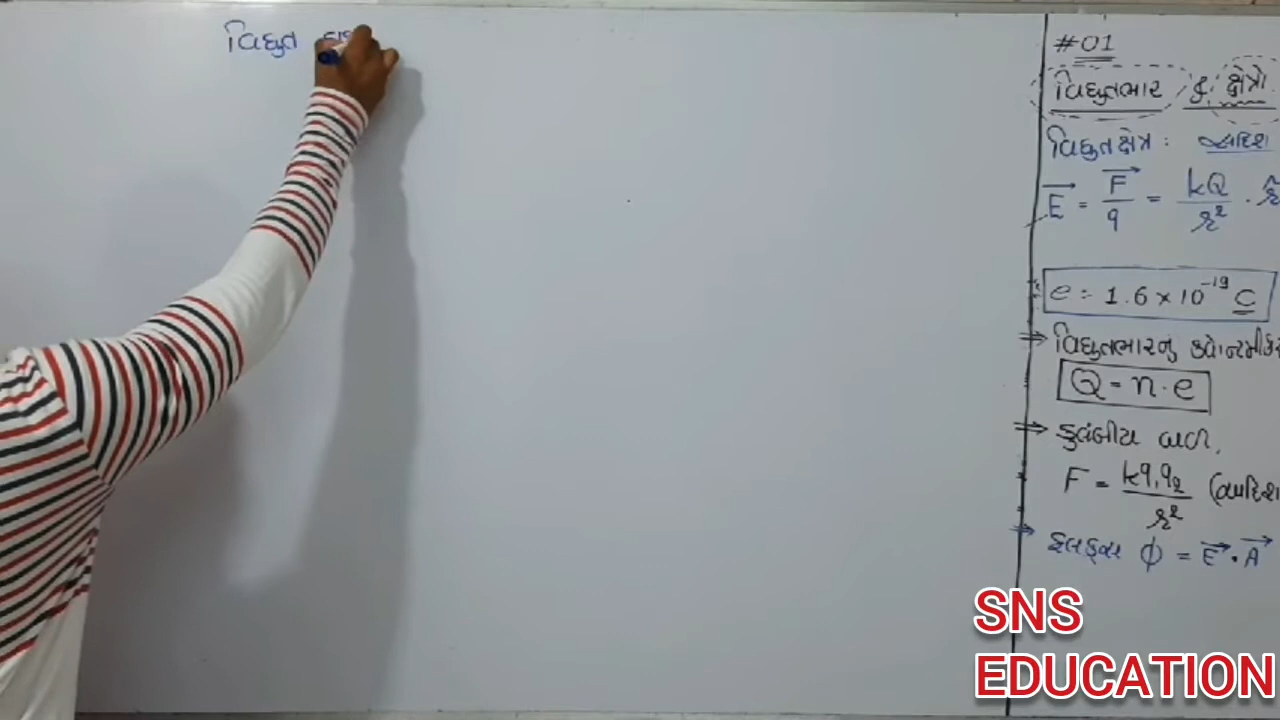 વિદ્યુત
#01
વિદ્યુતભાર & ક્ષેત્રો
વિદ્યુતક્ષેત્ર :
E = F/q = kQ/r² · r̂
e = 1.6 × 10⁻¹⁹ C
વિદ્યુતભારનું
Q = n · e
કુલંબીય બળ,
F = kq₁q₂/r²
ફ્લક્સ ϕ = E · A
SNS
EDUCATION